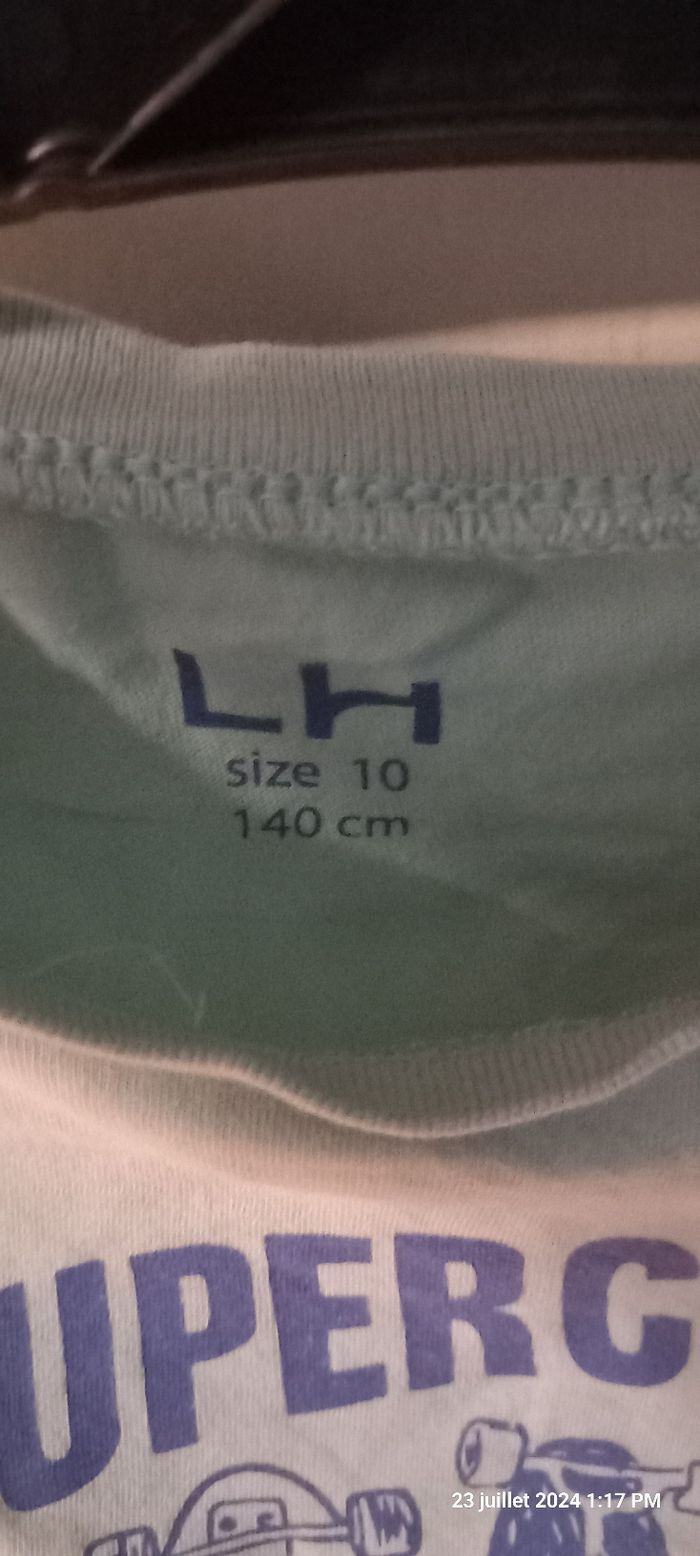 LH
size 10
140 cm
UPERC
23 juillet 2024 1:17 PM